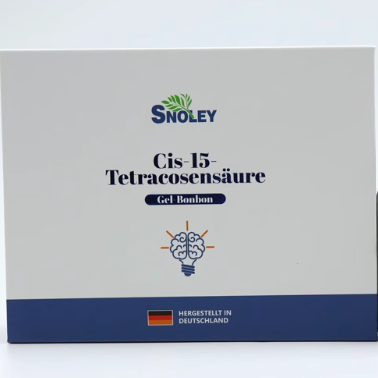 SNOLEY
Cis-15-
Tetracosensäure
Gel-Bonbon
HERGESTELLT IN
DEUTSCHLAND